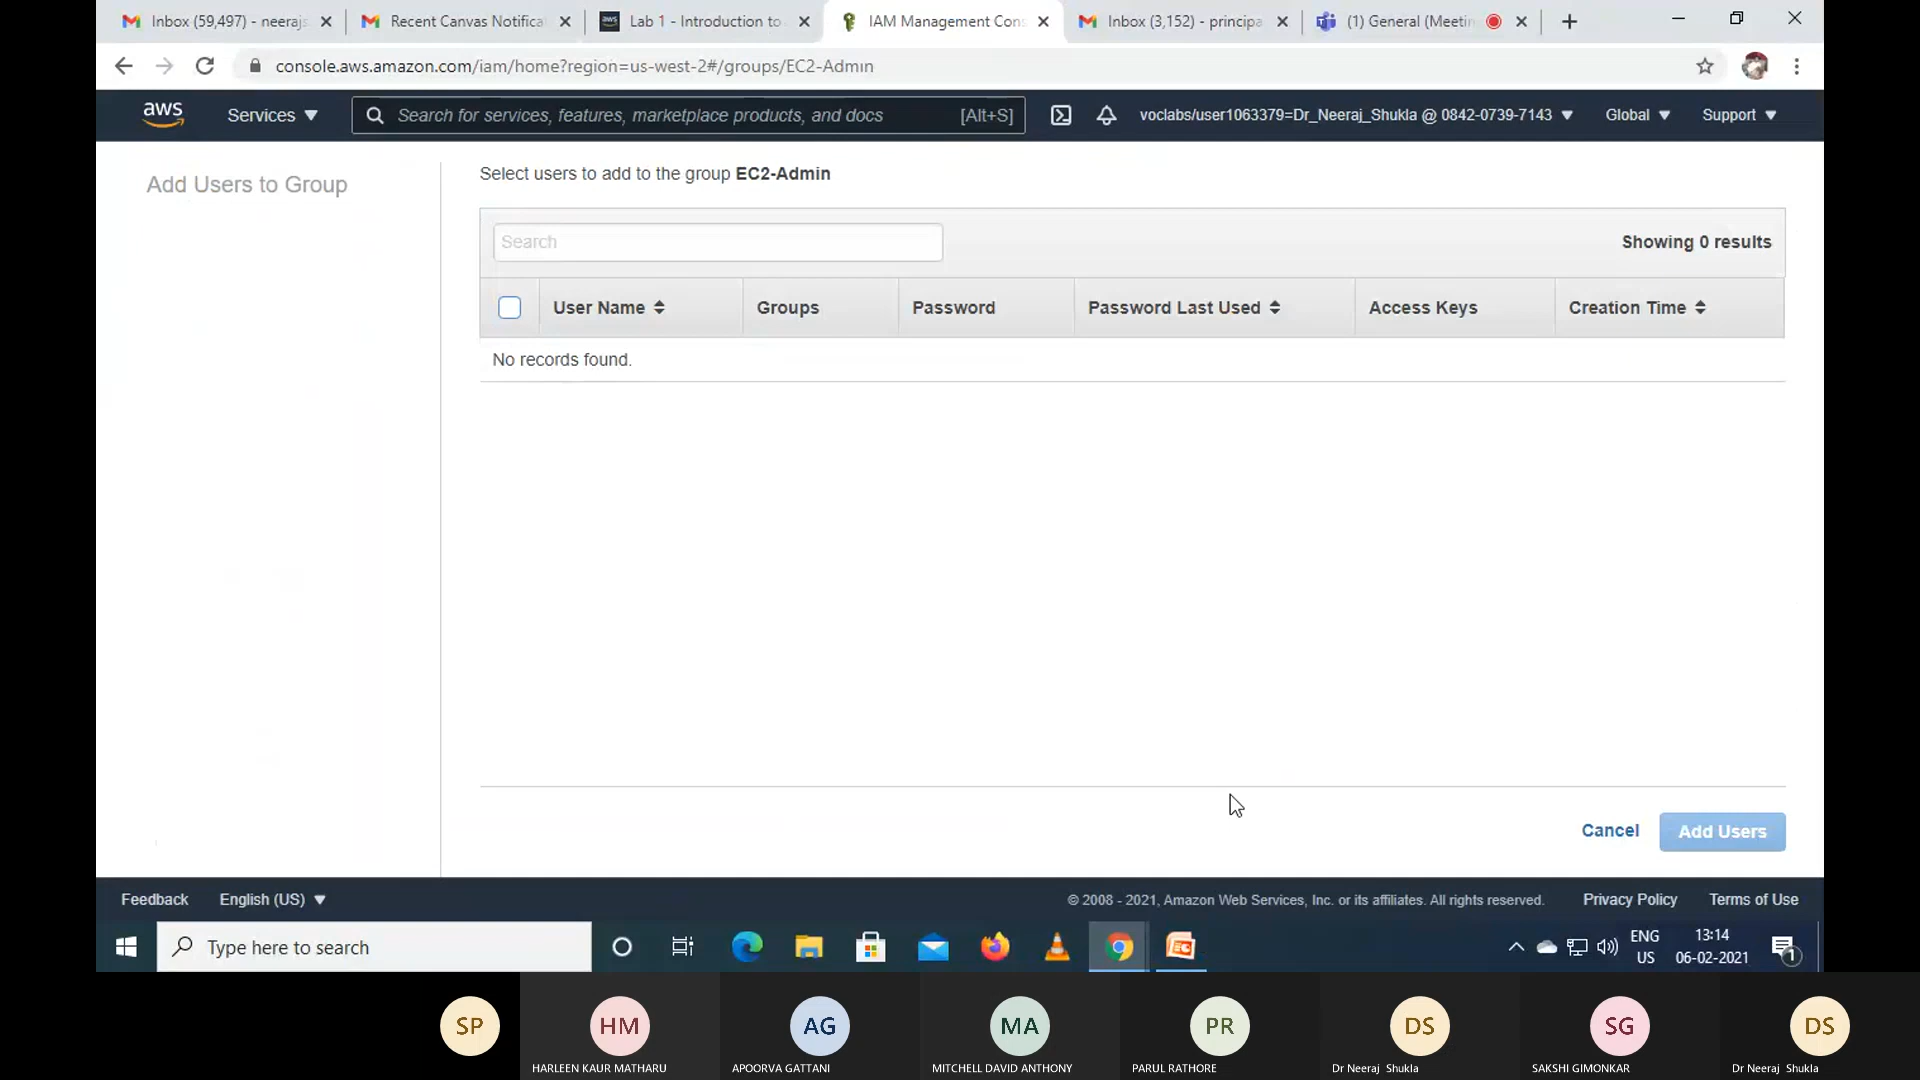 Inbox (59,497) - neerajs
Recent Canvas Notifica
aws
Lab 1 - Introduction to
IAM Management Cons
Inbox (3,152) - principa
(1) General (Meetin
console.aws.amazon.com/iam/home?region=us-west-2#/groups/EC2-Admin
aws
Services
Search for services, features, marketplace products, and docs
[Alt+S]
voclabs/user1063379=Dr_Neeraj_Shukla @ 0842-0739-7143
Global
Support
Add Users to Group
Select users to add to the group EC2-Admin
Search
Showing 0 results
User Name
Groups
Password
Password Last Used
Access Keys
Creation Time
No records found.
Cancel
Add Users
Feedback
English (US)
© 2008 - 2021, Amazon Web Services, Inc. or its affiliates. All rights reserved.
Privacy Policy
Terms of Use
Type here to search
ENG
US
13:14
06-02-2021
1
SP
HM
AG
MA
PR
DS
SG
DS
HARLEEN KAUR MATHARU
APOORVA GATTANI
MITCHELL DAVID ANTHONY
PARUL RATHORE
Dr Neeraj Shukla
SAKSHI GIMONKAR
Dr Neeraj Shukla